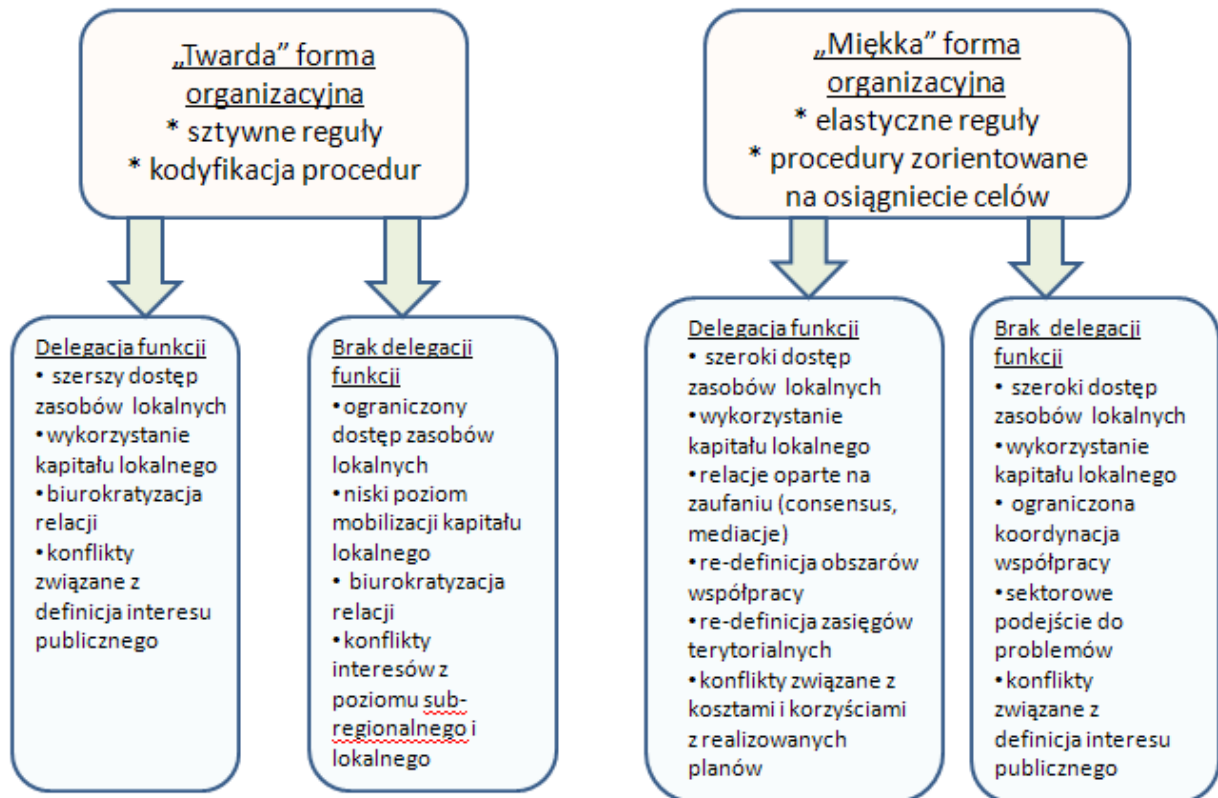 „Twarda” forma
organizacyjna
* sztywne reguły
* kodyfikacja procedur
„Miękka” forma
organizacyjna
* elastyczne reguły
* procedury zorientowane
na osiągniecie celów
Delegacja funkcji
• szerszy dostęp
zasobów lokalnych
•wykorzystanie
kapitału lokalnego
•biurokratyzacja
relacji
•konflikty
związane z
definicja interesu
publicznego
Brak delegacji
funkcji
•ograniczony
dostęp zasobów
lokalnych
•niski poziom
mobilizacji kapitału
lokalnego
• biurokratyzacja
relacji
•konflikty
interesów z
poziomu sub-
regionalnego i
lokalnego
Delegacja funkcji
• szeroki dostęp
zasobów lokalnych
•wykorzystanie
kapitału lokalnego
•relacje oparte na
zaufaniu (consensus,
mediacje)
•re-definicja obszarów
współpracy
•re-definicja zasięgów
terytorialnych
•konflikty związane z
kosztami i korzyściami
z realizowanych
planów
Brak delegacji
funkcji
• szeroki dostęp
zasobów lokalnych
•wykorzystanie
kapitału lokalnego
• ograniczona
koordynacja
współpracy
•sektorowe
podejście do
problemów
•konflikty
związane z
definicja interesu
publicznego